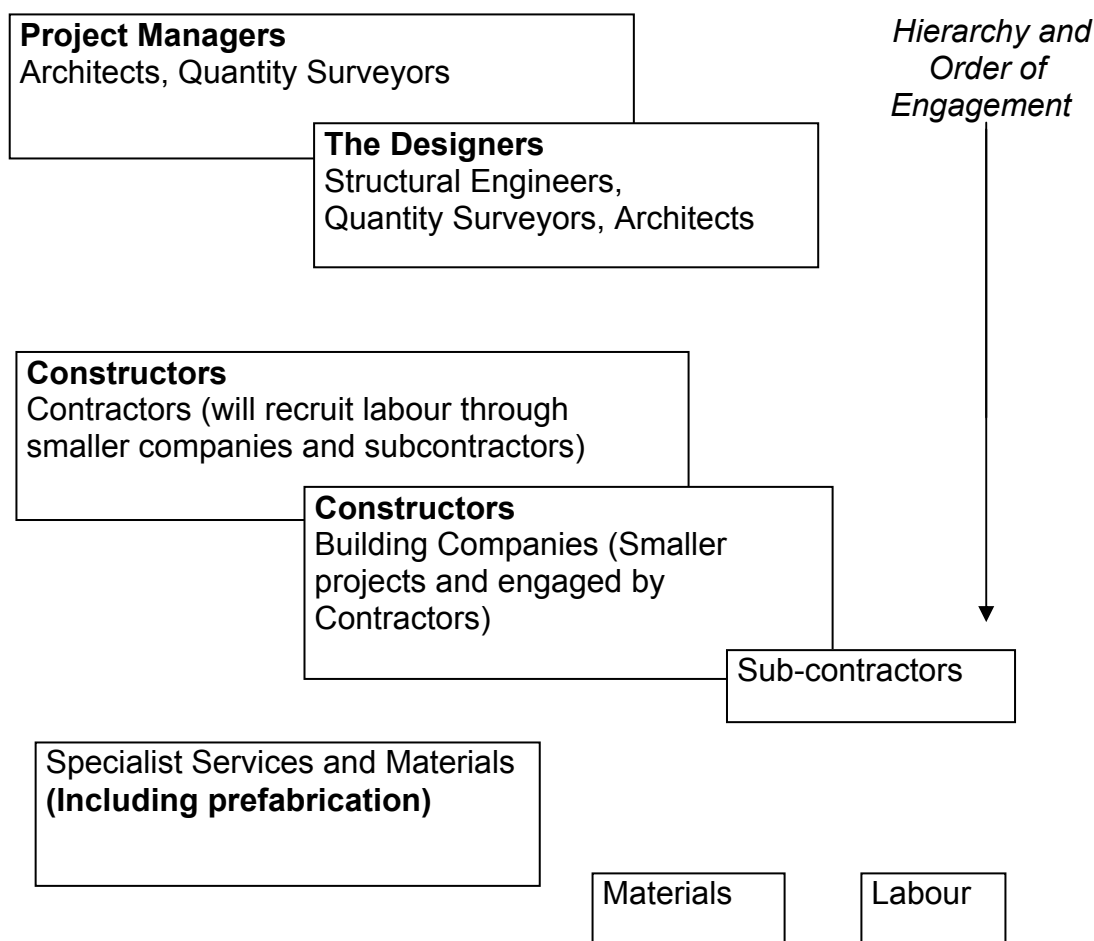 Project Managers
Architects, Quantity Surveyors
Hierarchy and
Order of
Engagement
The Designers
Structural Engineers,
Quantity Surveyors, Architects
Constructors
Contractors (will recruit labour through
smaller companies and subcontractors)
Constructors
Building Companies (Smaller
projects and engaged by
Contractors)
Sub-contractors
Specialist Services and Materials
(Including prefabrication)
Materials
Labour